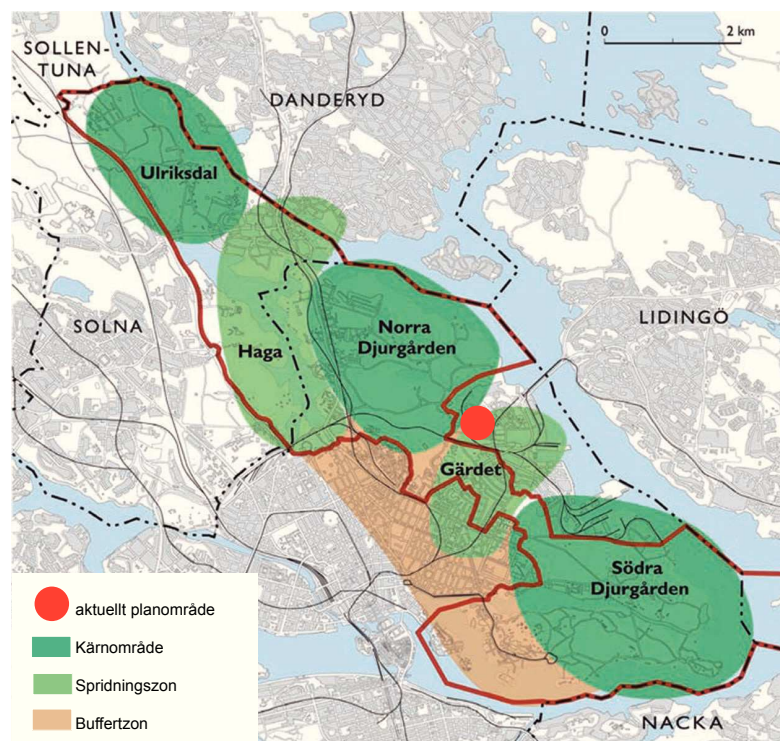 0 2 km
SOLLEN-
TUNA
DANDERYD
Ulriksdal
SOLNA
Haga
Norra
Djurgården
LIDINGÖ
Gärdet
Södra
Djurgården
aktuellt planområde
Kärnområde
Spridningszon
Buffertzon
NACKA